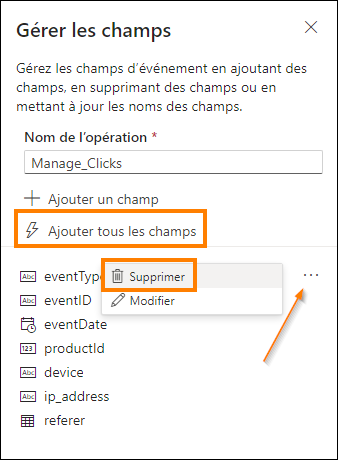 Gérer les champs
Gérez les champs d’événement en ajoutant des
champs, en supprimant des champs ou en
mettant à jour les noms des champs.
Nom de l’opération *
Manage_Clicks
Ajouter un champ
Ajouter tous les champs
Abc eventType
Supprimer
Abc eventID
Modifier
eventDate
123 productId
Abc device
Abc ip_address
referer